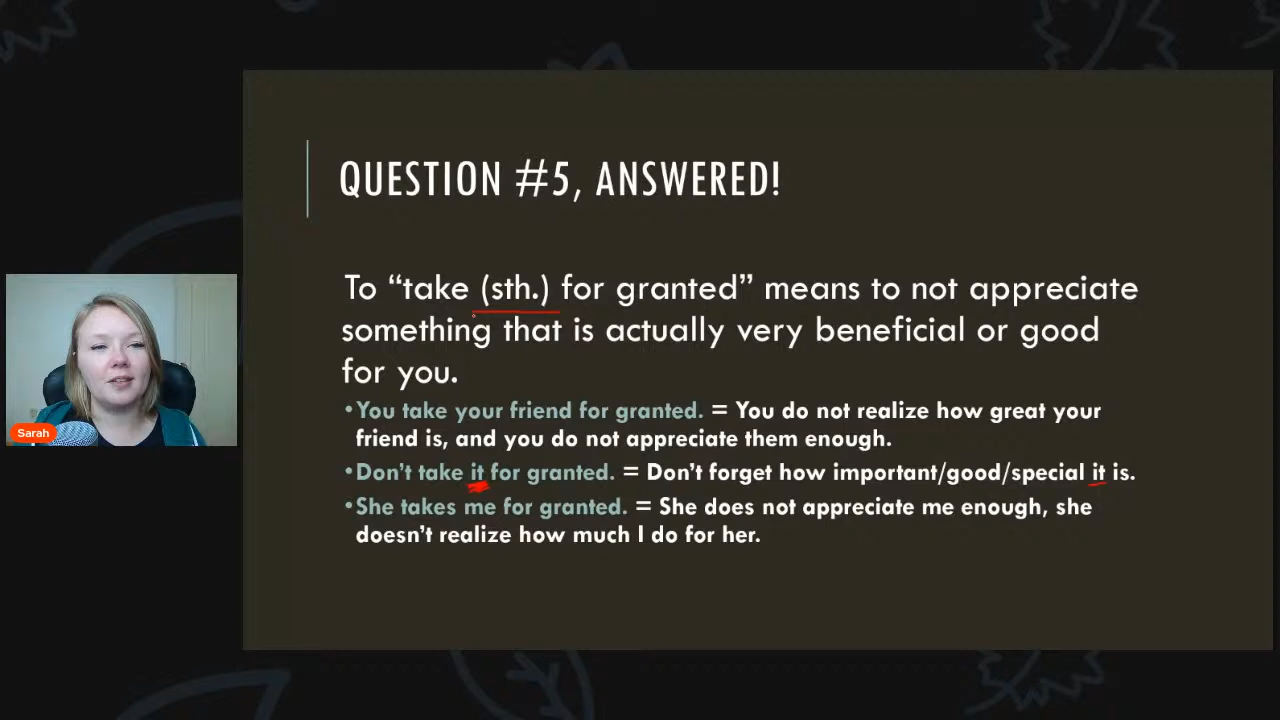 QUESTION #5, ANSWERED!
To “take (sth.) for granted” means to not appreciate
something that is actually very beneficial or good
for you.
•You take your friend for granted. = You do not realize how great your
friend is, and you do not appreciate them enough.
•Don’t take it for granted. = Don’t forget how important/good/special it is.
•She takes me for granted. = She does not appreciate me enough, she
doesn’t realize how much I do for her.
Sarah